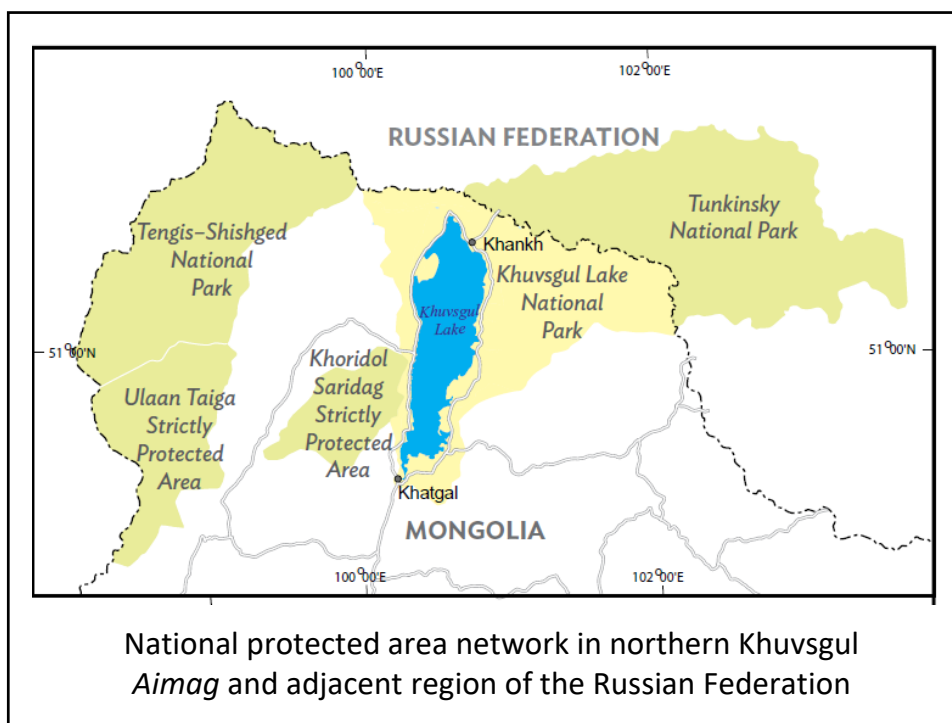 100°00'E
102°00'E
RUSSIAN FEDERATION
Tengis–Shishged
National
Park
Tunkinsky
National Park
Khankh
Khuvsgul Lake
National
Park
Khuvsgul
Lake
51°00'N
51°00'N
Khoridol
Saridag
Strictly
Protected
Area
Ulaan Taiga
Strictly
Protected
Area
Khatgal
MONGOLIA
100°00'E
102°00'E
National protected area network in northern Khuvsgul
Aimag and adjacent region of the Russian Federation